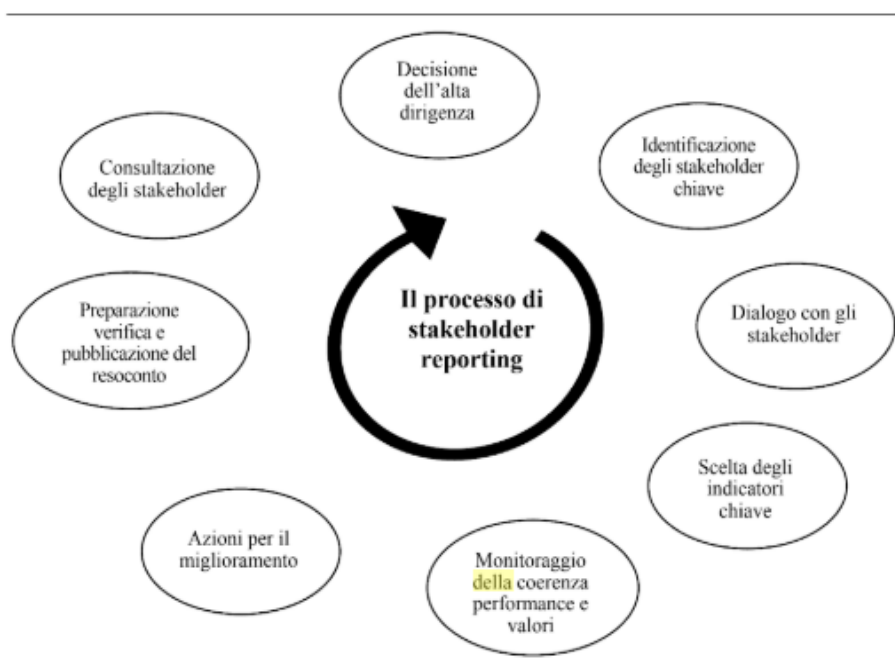 Decisione
dell'alta
dirigenza
Identificazione
degli stakeholder
chiave
Dialogo con gli
stakeholder
Scelta degli
indicatori
chiave
Monitoraggio
della coerenza
performance e
valori
Azioni per il
miglioramento
Preparazione
verifica e
pubblicazione del
resoconto
Consultazione
degli stakeholder
Il processo di
stakeholder
reporting